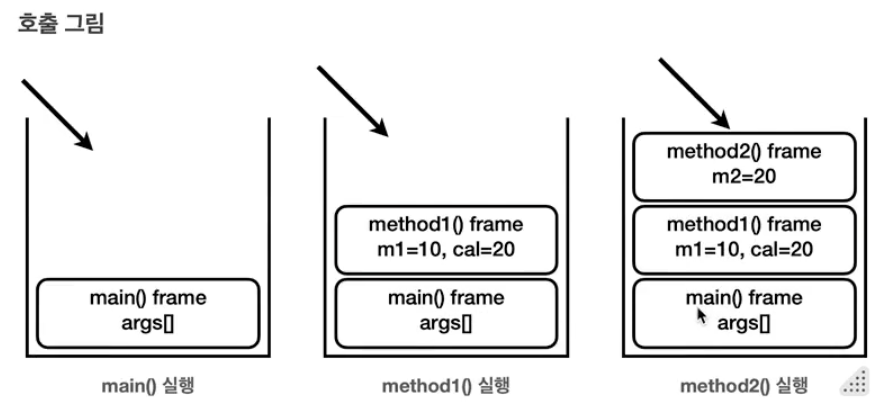 호출 그림
main() frame
args[]
main() 실행
method1() frame
m1=10, cal=20
main() frame
args[]
method1() 실행
method2() frame
m2=20
method1() frame
m1=10, cal=20
main() frame
args[]
method2() 실행